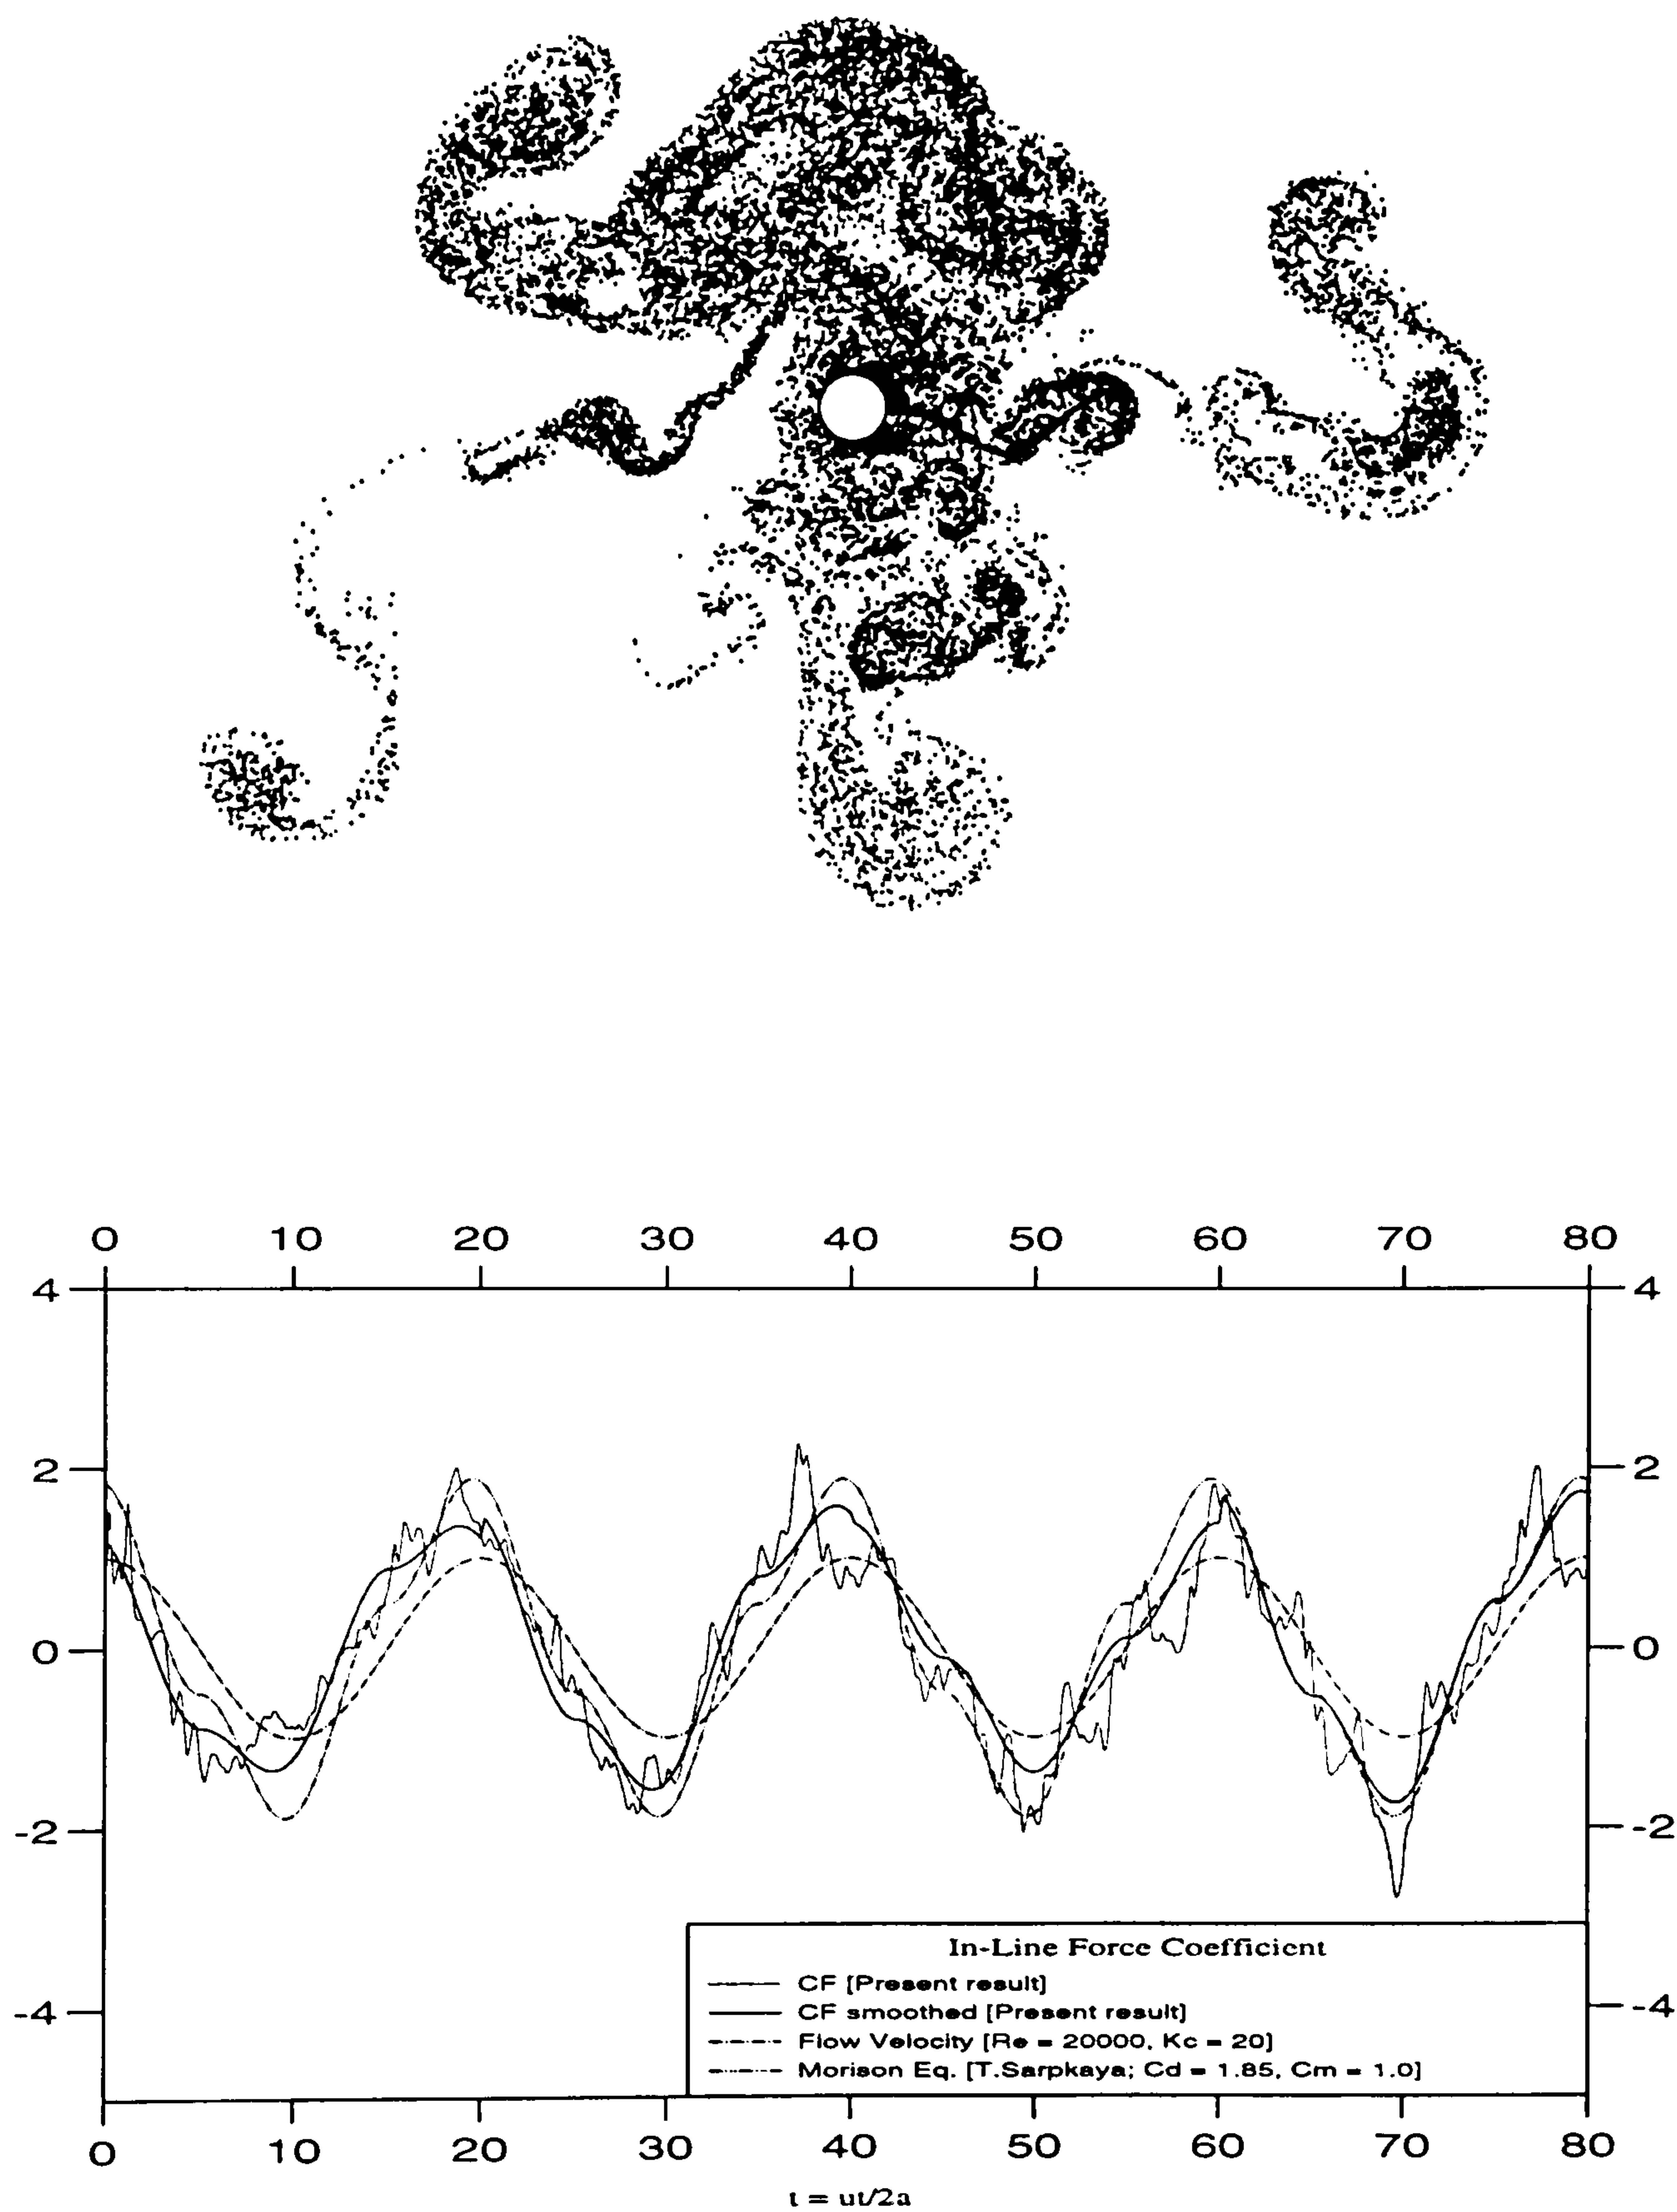 0 10 20 30 40 50 60 70 80
4 4
2 2
0 0
-2 -2
-4 -4
In-Line Force Coefficient
CF [Present result]
CF smoothed [Present result]
Flow Velocity [Re = 20000, Kc = 20]
Morison Eq. [T.Sarpkaya; Cd = 1.85, Cm = 1.0]
0 10 20 30 40 50 60 70 80
t = ut/2a